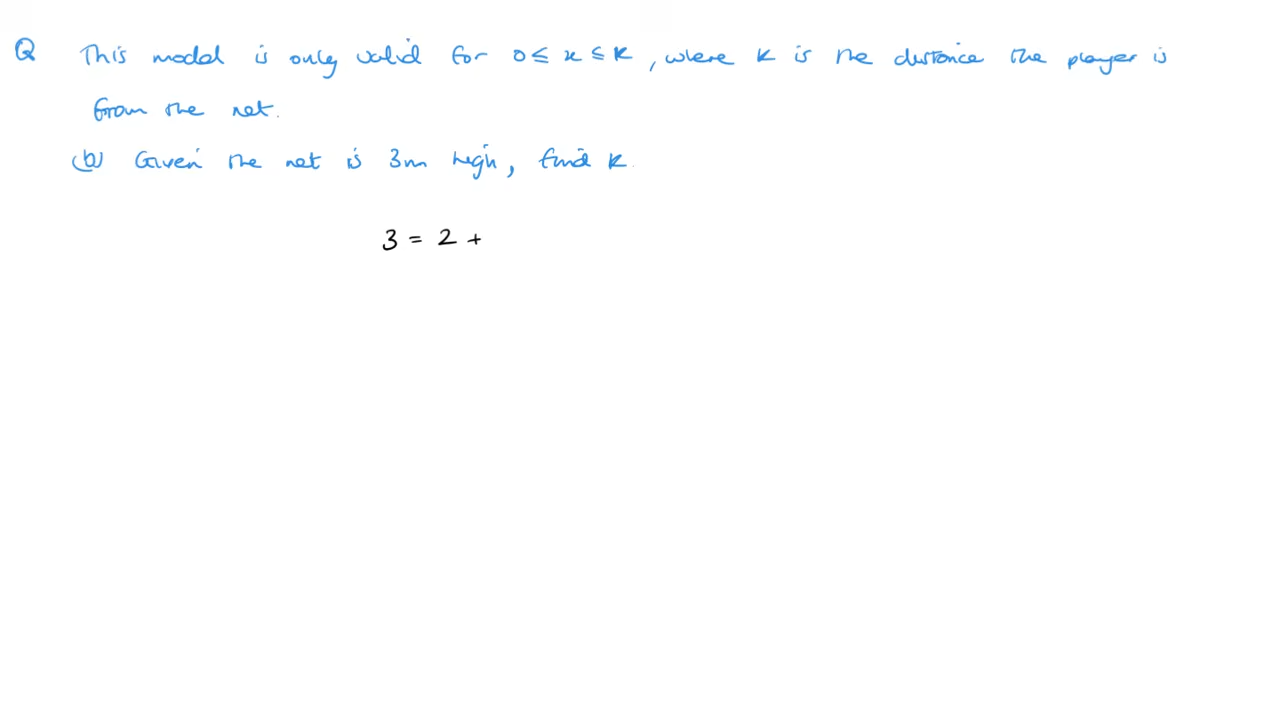 Q This model is only valid for 0 ≤ x ≤ k, where k is the distance the player is
from the net.
(b) Given the net is 3m high, find k.
3 = 2 +